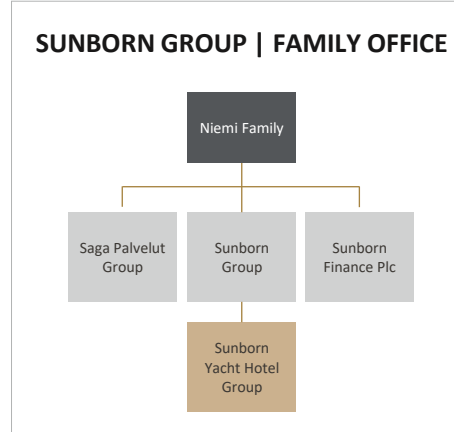 SUNBORN GROUP | FAMILY OFFICE
Niemi Family
Saga Palvelut
Group
Sunborn
Group
Sunborn
Finance Plc
Sunborn
Yacht Hotel
Group